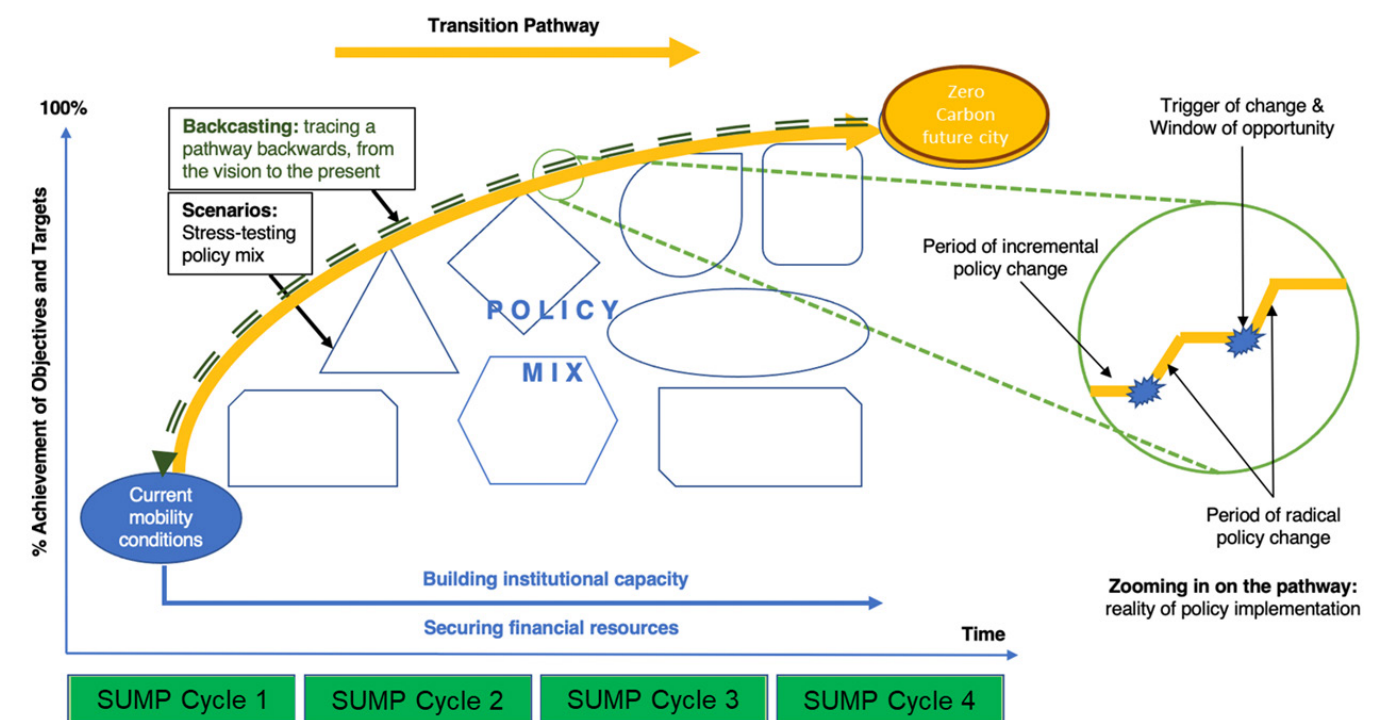 Transition Pathway
100%
% Achievement of Objectives and Targets
Backcasting: tracing a
pathway backwards, from
the vision to the present
Scenarios:
Stress-testing
policy mix
Zero
Carbon
future city
Trigger of change &
Window of opportunity
Period of incremental
policy change
POLICY
MIX
Current
mobility
conditions
Period of radical
policy change
Building institutional capacity
Securing financial resources
Zooming in on the pathway:
reality of policy implementation
Time
SUMP Cycle 1
SUMP Cycle 2
SUMP Cycle 3
SUMP Cycle 4